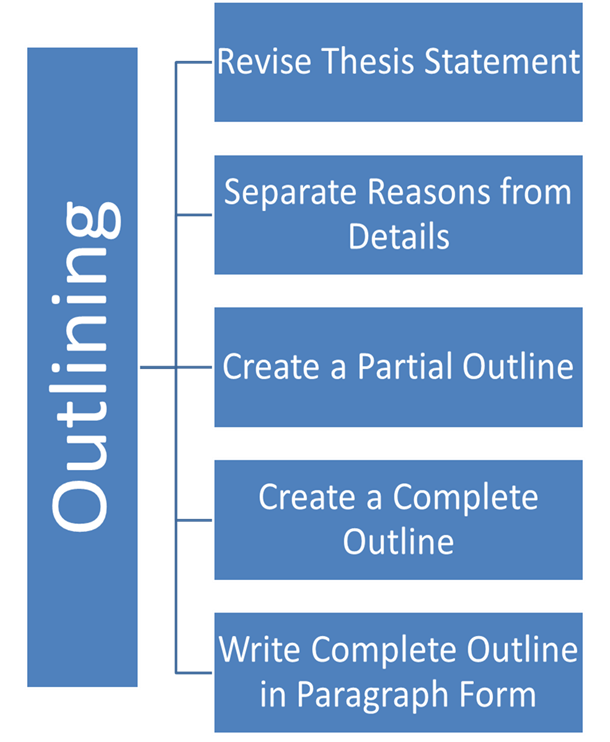 Outlining
Revise Thesis Statement
Separate Reasons from
Details
Create a Partial Outline
Create a Complete
Outline
Write Complete Outline
in Paragraph Form